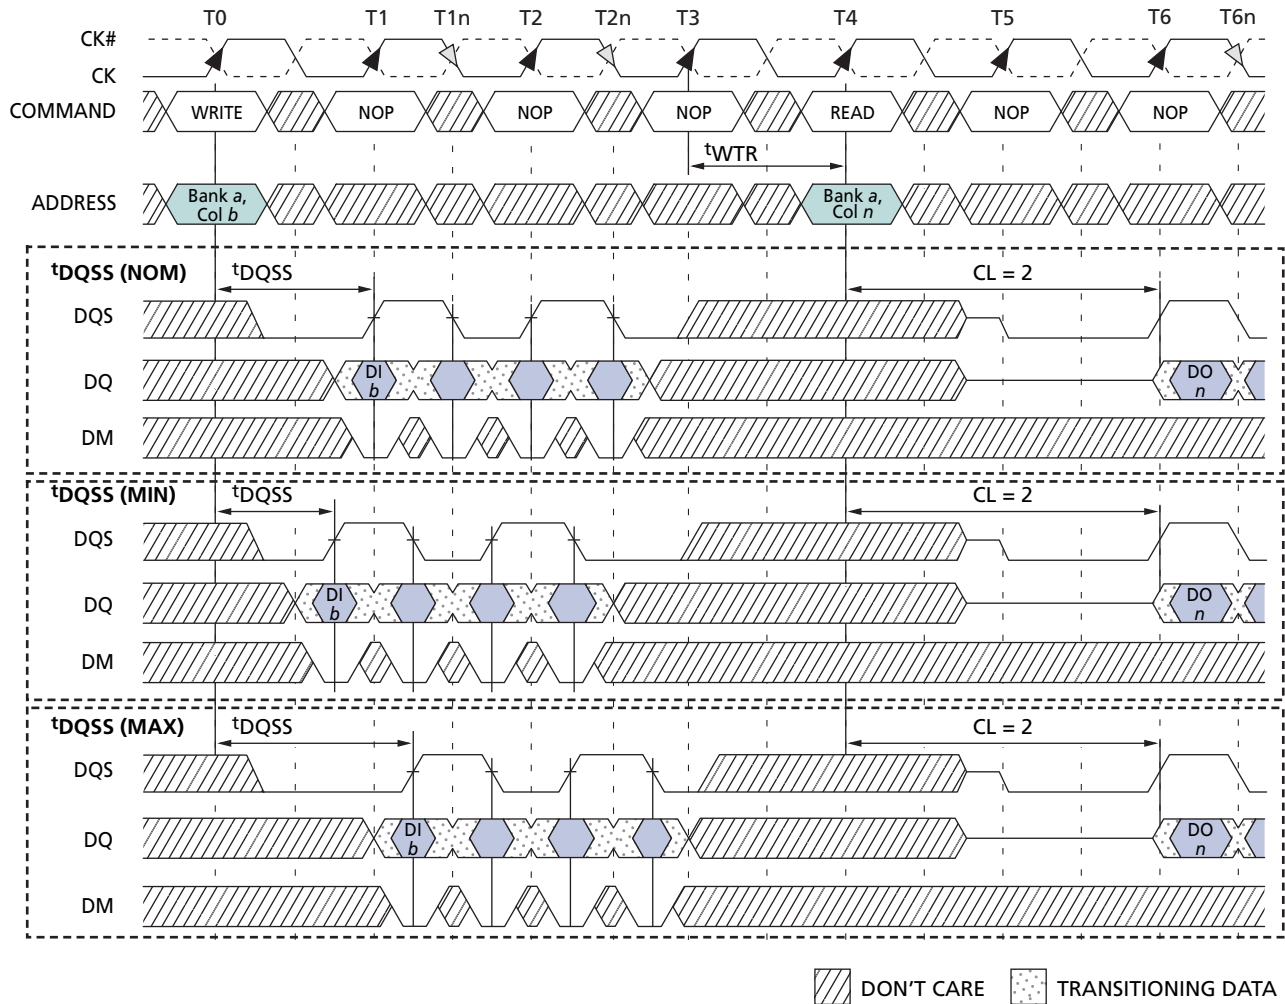 T0 T1 T1n T2 T2n T3 T4 T5 T6 T6n
CK#
CK
COMMAND WRITE NOP NOP NOP READ NOP NOP
tWTR
ADDRESS Bank a, Col b Bank a, Col n
tDQSS (NOM) tDQSS CL = 2
DQS
DQ DI b DO n
DM
tDQSS (MIN) tDQSS CL = 2
DQS
DQ DI b DO n
DM
tDQSS (MAX) tDQSS CL = 2
DQS
DQ DI b DO n
DM
DON'T CARE TRANSITIONING DATA